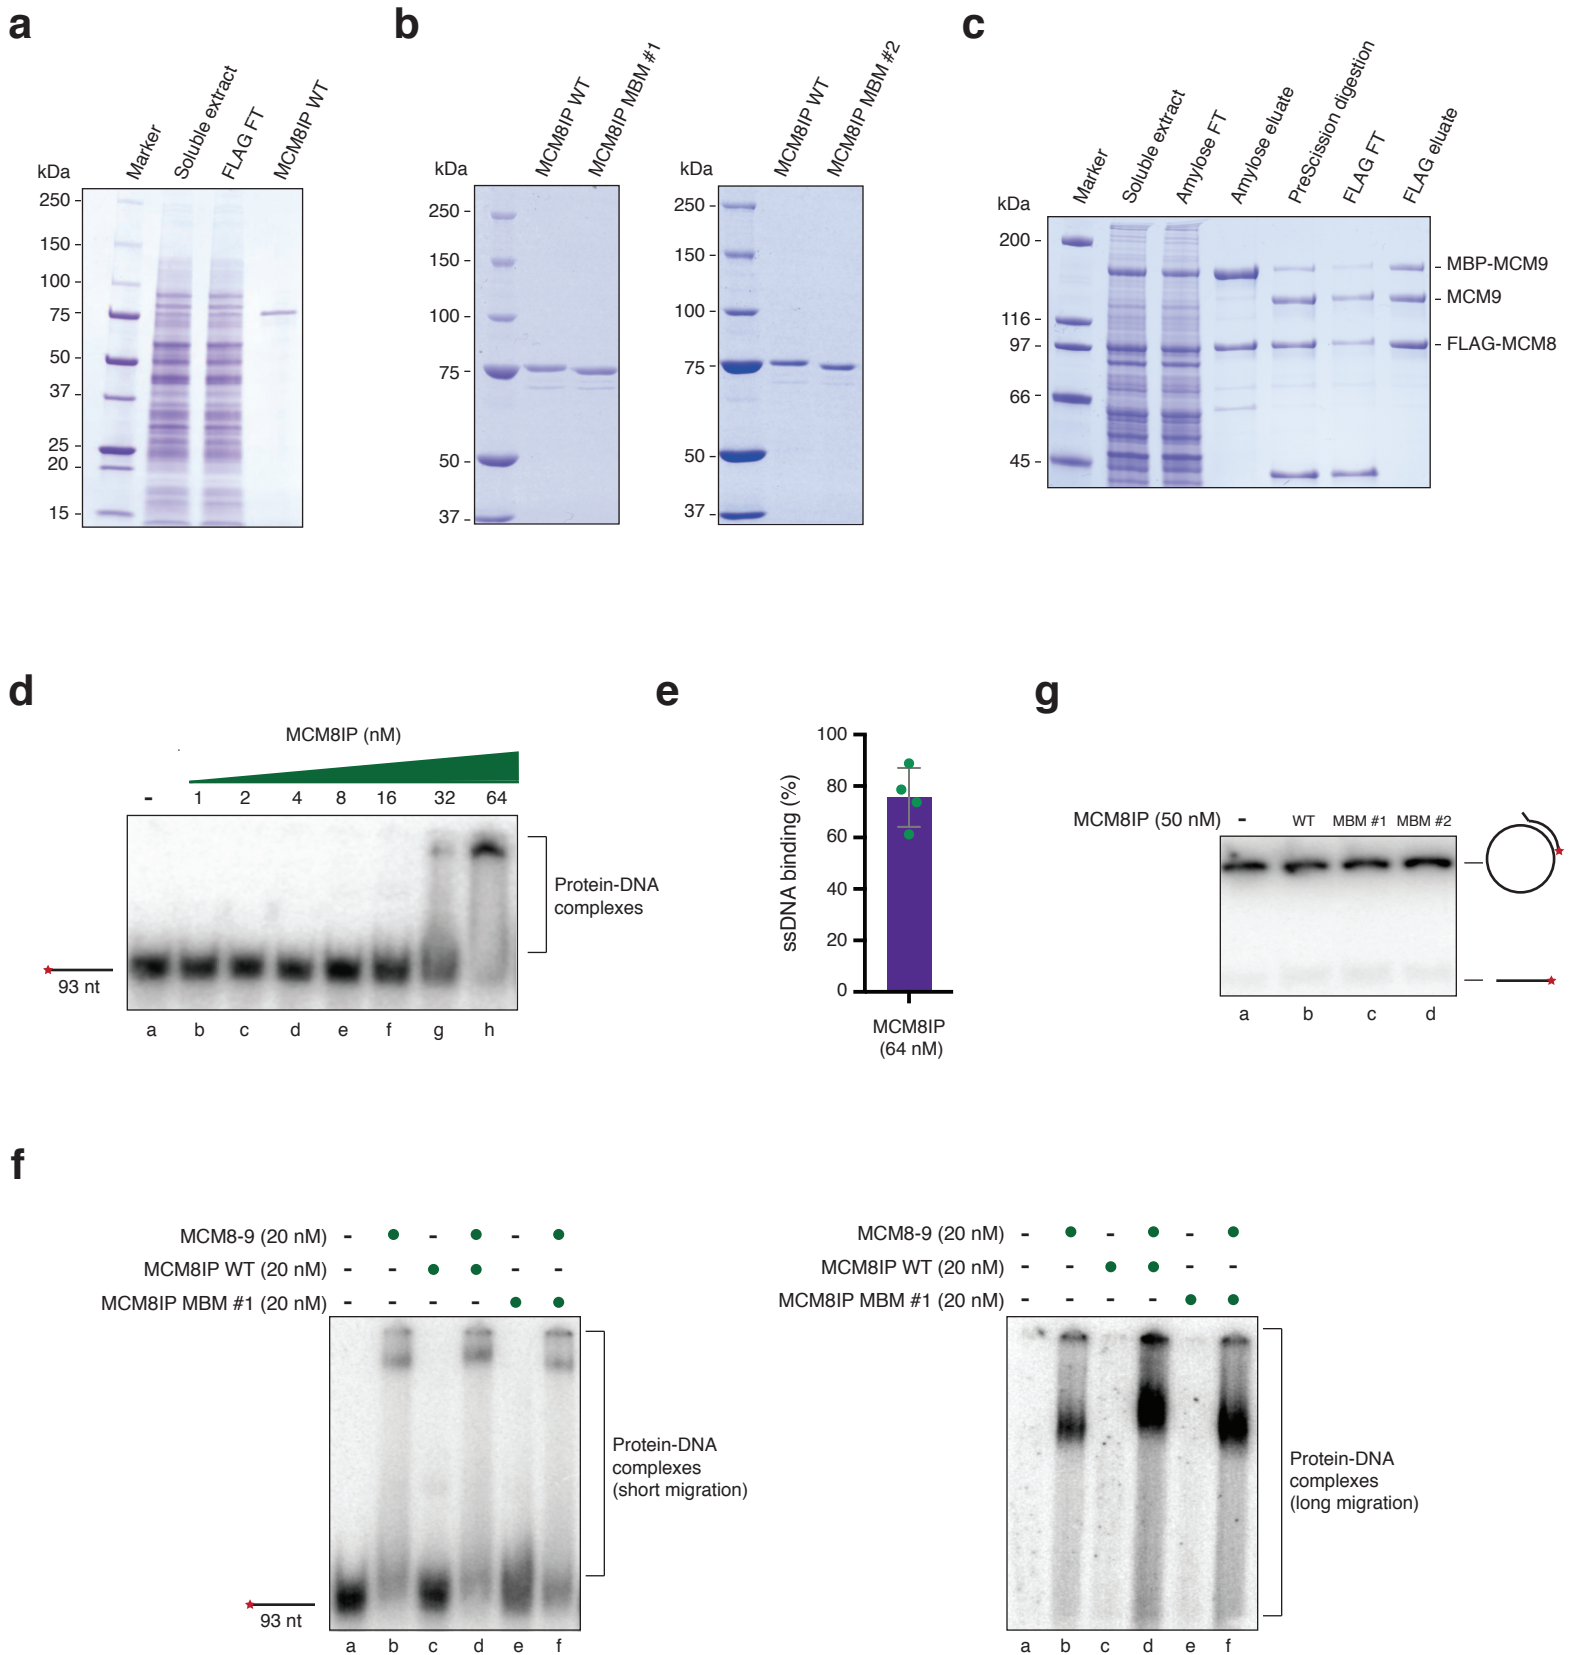 a
kDa
Marker
Soluble extract
FLAG FT
MCM8IP WT
250
150
100
75
50
37
25
20
15
b
kDa
MCM8IP WT
MCM8IP MBM #1
250
150
100
75
50
37
kDa
MCM8IP WT
MCM8IP MBM #2
250
150
100
75
50
37
c
kDa
Marker
Soluble extract
Amylose FT
Amylose eluate
PreScission digestion
FLAG FT
FLAG eluate
200
116
97
66
45
MBP-MCM9
MCM9
FLAG-MCM8
d
MCM8IP (nM)
- 1 2 4 8 16 32 64
Protein-DNA
complexes
93 nt
a b c d e f g h
e
ssDNA binding (%)
100
80
60
40
20
0
MCM8IP
(64 nM)
g
MCM8IP (50 nM) - WT MBM #1 MBM #2
a b c d
f
MCM8-9 (20 nM) - - - -
MCM8IP WT (20 nM) - - - -
MCM8IP MBM #1 (20 nM) - - - -
Protein-DNA
complexes
(short migration)
93 nt
a b c d e f
MCM8-9 (20 nM) - - -
MCM8IP WT (20 nM) - - - -
MCM8IP MBM #1 (20 nM) - - - -
Protein-DNA
complexes
(long migration)
a b c d e f